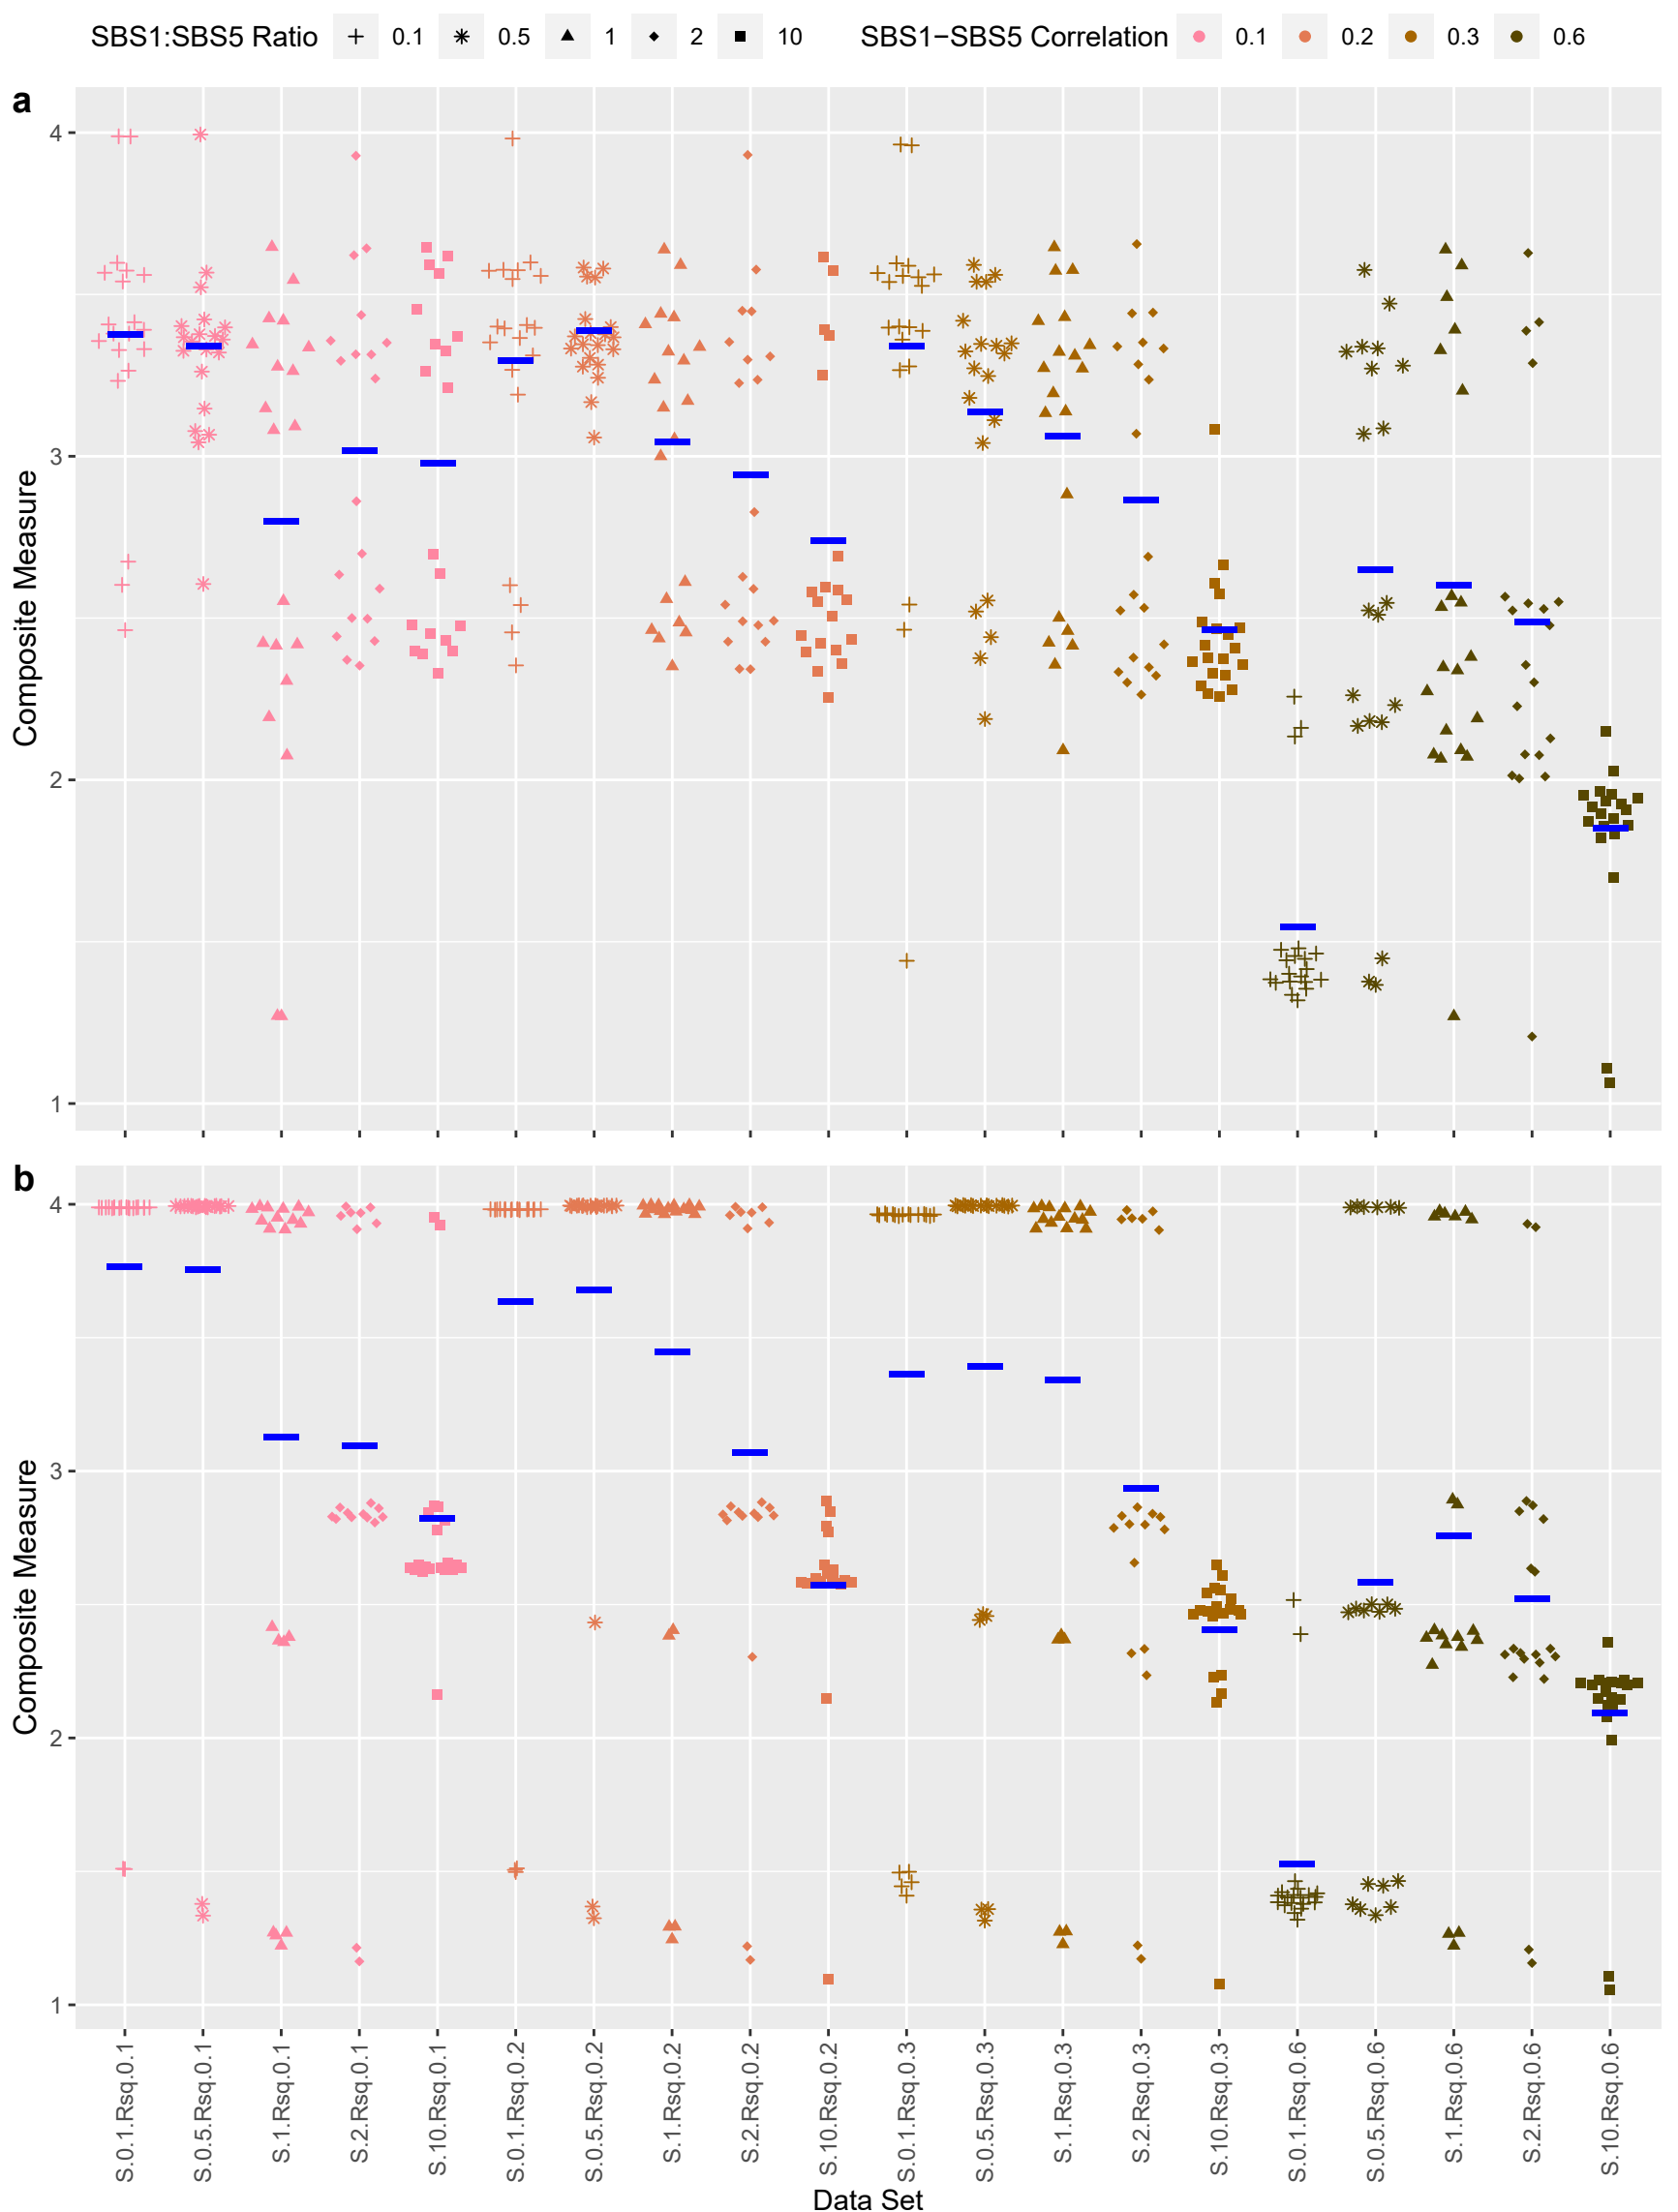 SBS1:SBS5 Ratio 0.1 0.5 1 2 10 SBS1−SBS5 Correlation 0.1 0.2 0.3 0.6
a
4
3
2
1
Composite Measure
b
4
3
2
1
Composite Measure
S.0.1.Rsq.0.1
S.0.5.Rsq.0.1
S.1.Rsq.0.1
S.2.Rsq.0.1
S.10.Rsq.0.1
S.0.1.Rsq.0.2
S.0.5.Rsq.0.2
S.1.Rsq.0.2
S.2.Rsq.0.2
S.10.Rsq.0.2
S.0.1.Rsq.0.3
S.0.5.Rsq.0.3
S.1.Rsq.0.3
S.2.Rsq.0.3
S.10.Rsq.0.3
S.0.1.Rsq.0.6
S.0.5.Rsq.0.6
S.1.Rsq.0.6
S.2.Rsq.0.6
S.10.Rsq.0.6
Data Set